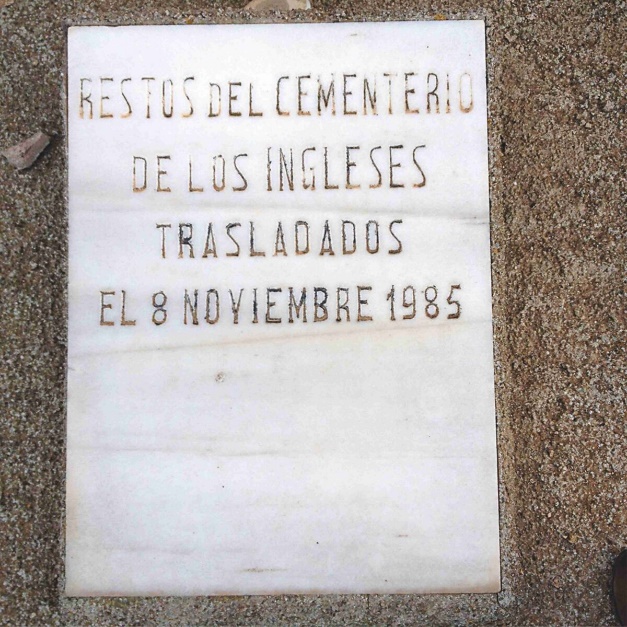 RESTOS DEL CEMENTERIO
DE LOS INGLESES
TRASLADADOS
EL 8 NOVIEMBRE 1985